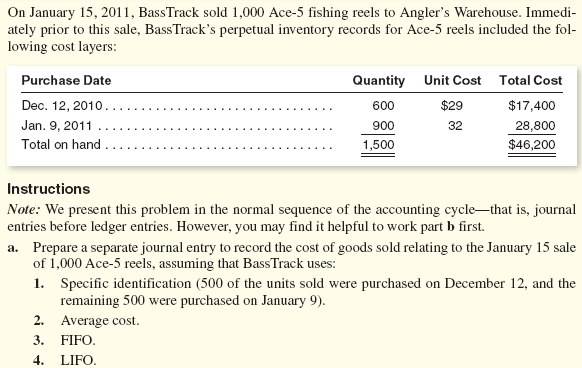 On January 15, 2011, BassTrack sold 1,000 Ace-5 fishing reels to Angler's Warehouse. Immedi-
ately prior to this sale, BassTrack's perpetual inventory records for Ace-5 reels included the fol-
lowing cost layers:
Purchase Date Quantity Unit Cost Total Cost
Dec. 12, 2010. . . . . . . . . . . . . . . . . . . . . . . . . . . . . . . 600 $29 $17,400
Jan. 9, 2011 . . . . . . . . . . . . . . . . . . . . . . . . . . . . . . . . 900 32 28,800
Total on hand . . . . . . . . . . . . . . . . . . . . . . . . . . . . . . . 1,500 $46,200
Instructions
Note: We present this problem in the normal sequence of the accounting cycle—that is, journal
entries before ledger entries. However, you may find it helpful to work part b first.
a. Prepare a separate journal entry to record the cost of goods sold relating to the January 15 sale
of 1,000 Ace-5 reels, assuming that BassTrack uses:
1. Specific identification (500 of the units sold were purchased on December 12, and the
remaining 500 were purchased on January 9).
2. Average cost.
3. FIFO.
4. LIFO.